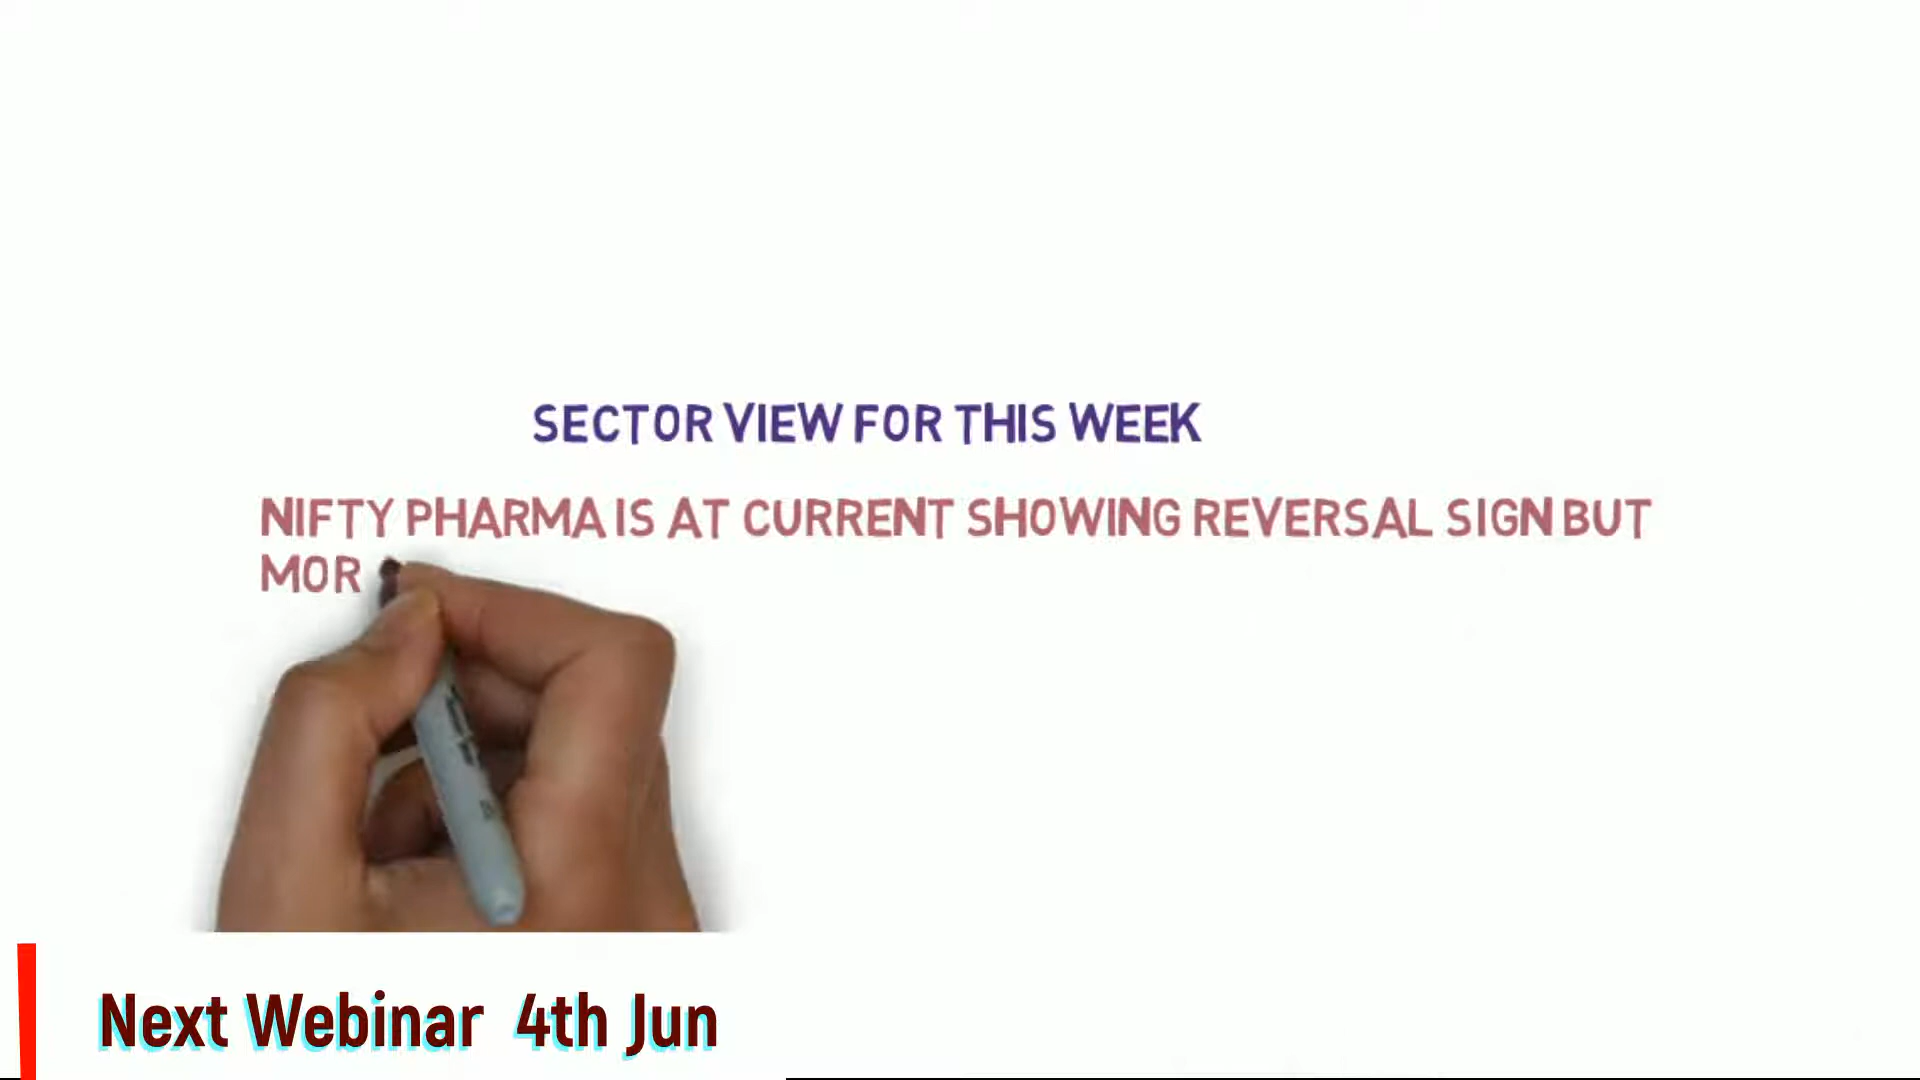 SECTOR VIEW FOR THIS WEEK
NIFTY PHARMA IS AT CURRENT SHOWING REVERSAL SIGN BUT
MOR
Next Webinar 4th Jun